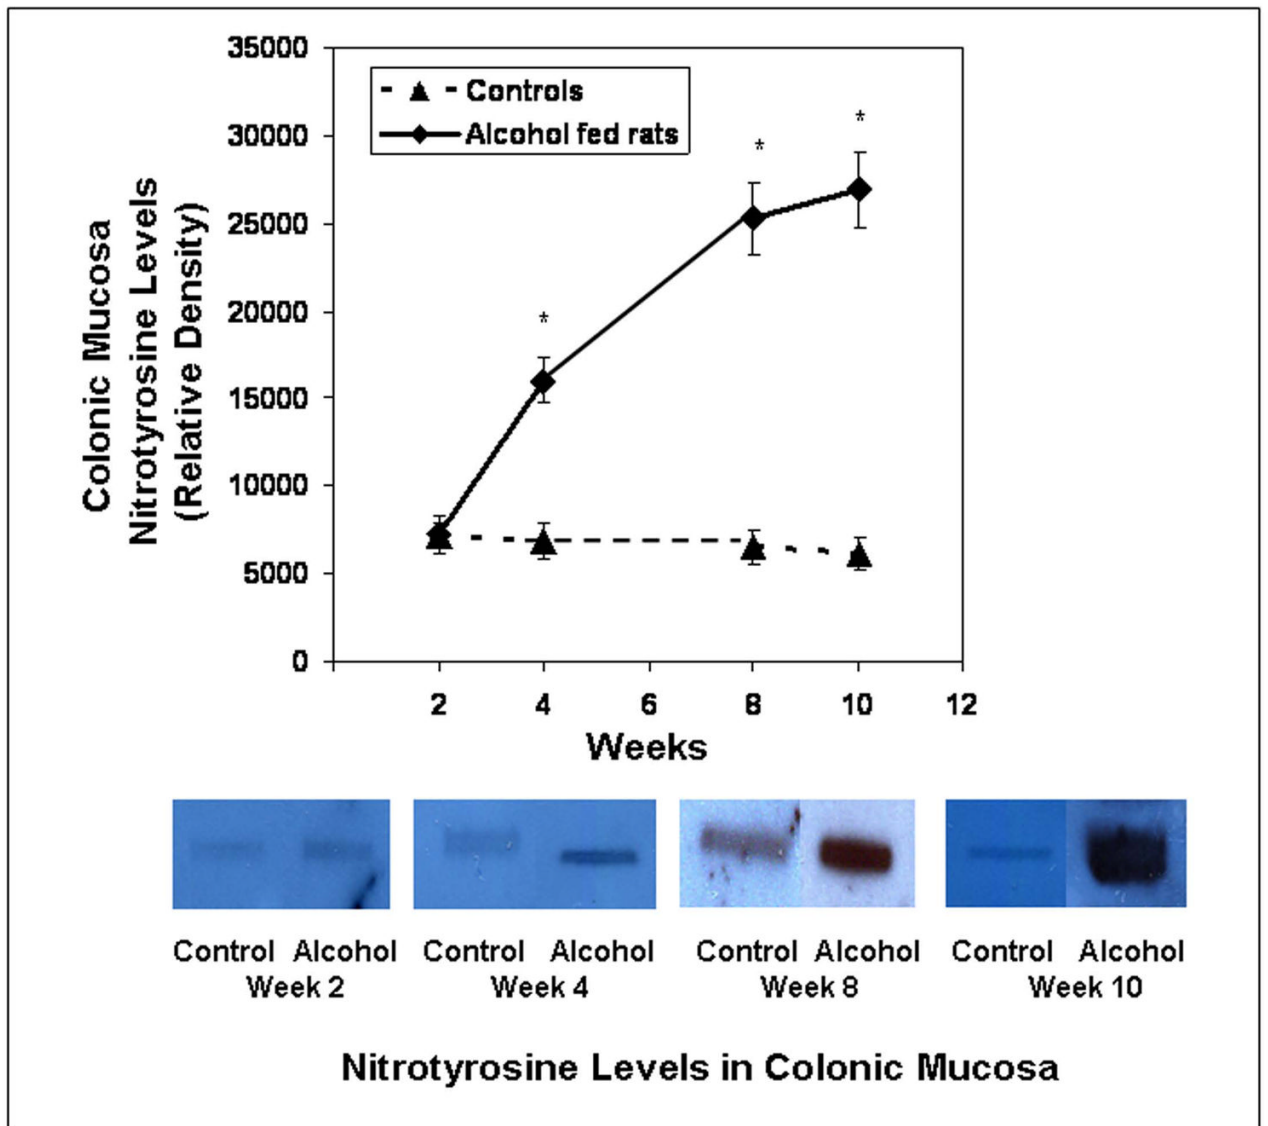 35000
30000
25000
20000
15000
10000
5000
0
Colonic Mucosa
Nitrotyrosine Levels
(Relative Density)
Controls
Alcohol fed rats
*
*
*
2 4 6 8 10 12
Weeks
Control Alcohol Control Alcohol Control Alcohol Control Alcohol
Week 2 Week 4 Week 8 Week 10
Nitrotyrosine Levels in Colonic Mucosa